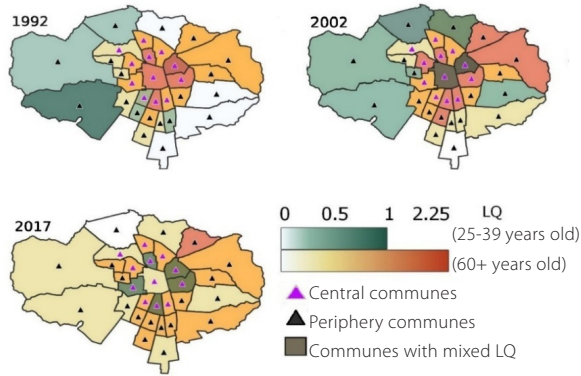 1992
2002
2017
0 0.5 1 2.25 LQ
(25-39 years old)
(60+ years old)
Central communes
Periphery communes
Communes with mixed LQ